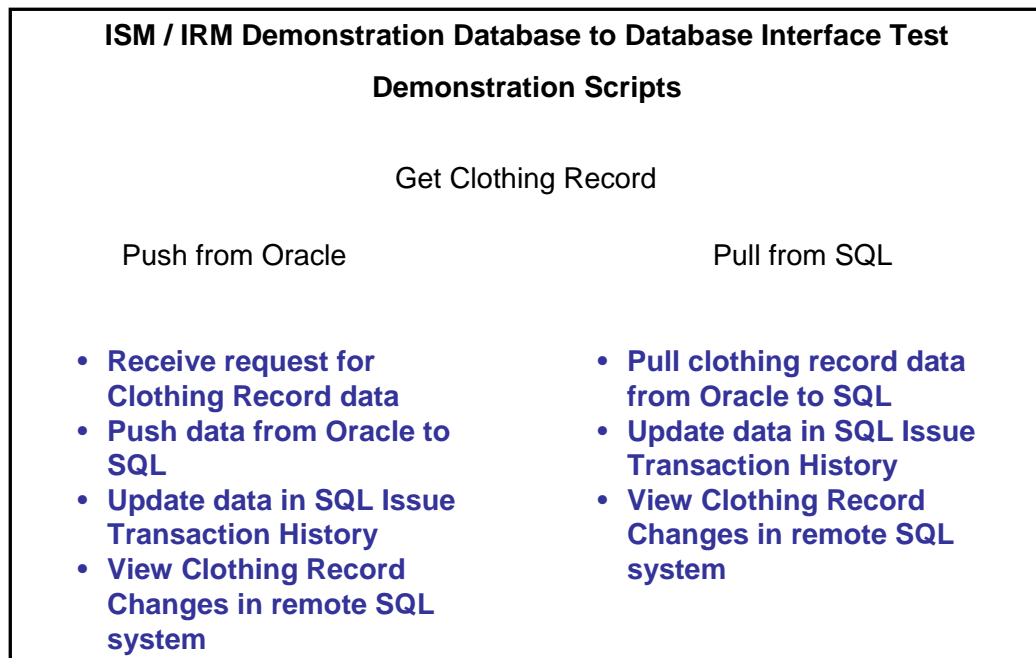 ISM / IRM Demonstration Database to Database Interface Test
Demonstration Scripts
Get Clothing Record
Push from Oracle
• Receive request for
Clothing Record data
• Push data from Oracle to
SQL
• Update data in SQL Issue
Transaction History
• View Clothing Record
Changes in remote SQL
system
Pull from SQL
• Pull clothing record data
from Oracle to SQL
• Update data in SQL Issue
Transaction History
• View Clothing Record
Changes in remote SQL
system